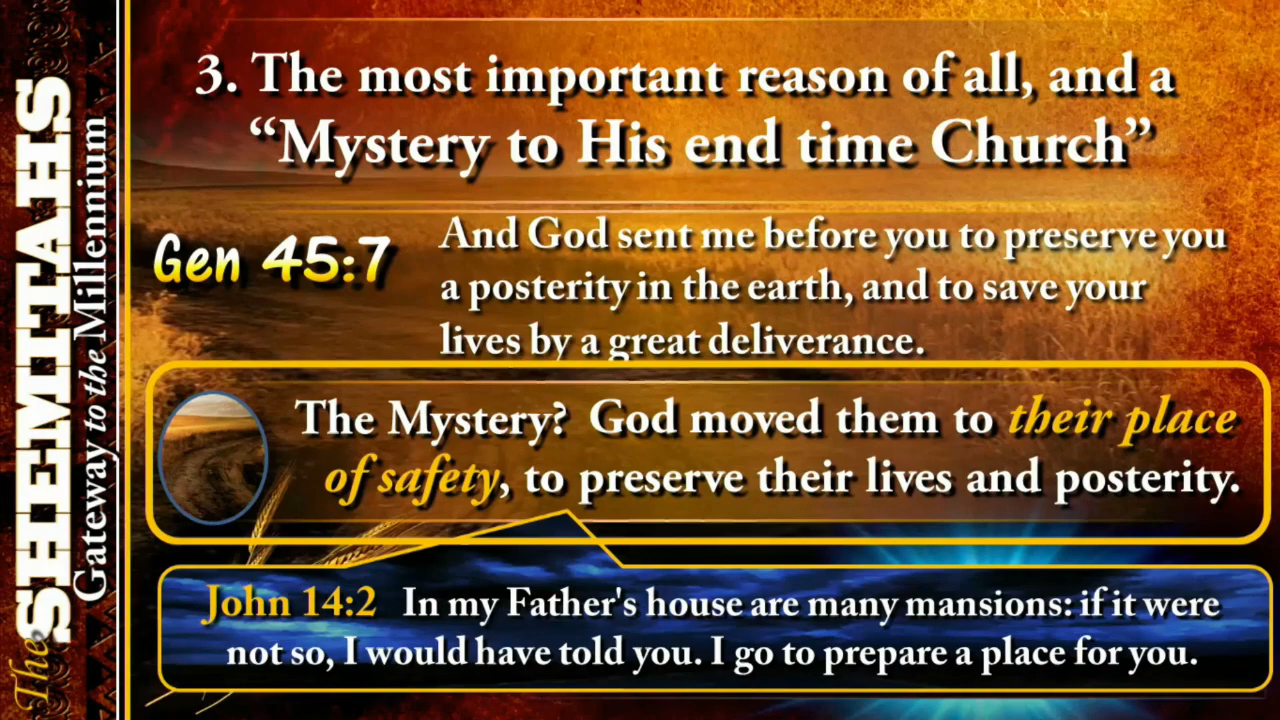 The SHEMITAHS
Gateway to the Millennium
3. The most important reason of all, and a
“Mystery to His end time Church”
Gen 45:7
And God sent me before you to preserve you
a posterity in the earth, and to save your
lives by a great deliverance.
The Mystery? God moved them to their place
of safety, to preserve their lives and posterity.
John 14:2 In my Father's house are many mansions: if it were
not so, I would have told you. I go to prepare a place for you.